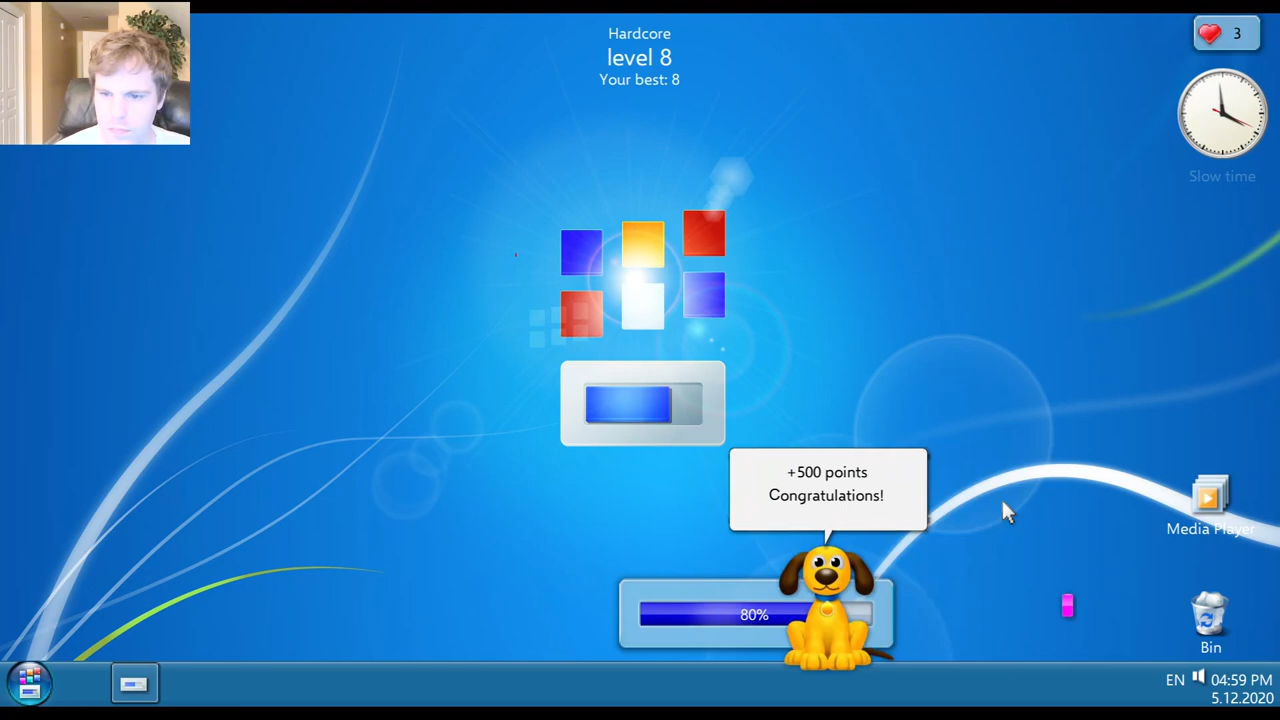 Hardcore
level 8
Your best: 8
3
Slow time
+500 points
Congratulations!
80%
Media Player
Bin
EN 04:59 PM
5.12.2020